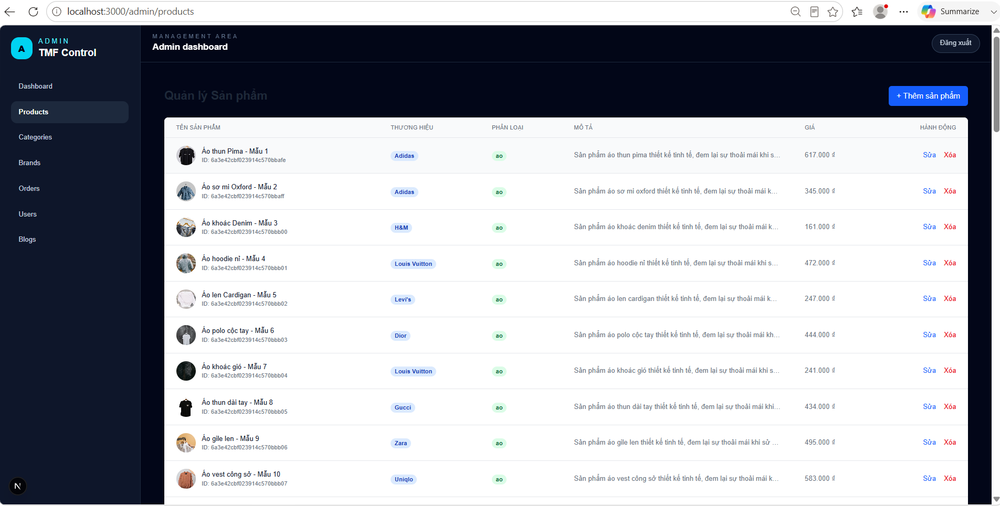 localhost:3000/admin/products
Summarize
A
ADMIN
TMF Control
Dashboard
Products
Categories
Brands
Orders
Users
Blogs
N
MANAGEMENT AREA
Admin dashboard
Đăng xuất
Quản lý Sản phẩm
+ Thêm sản phẩm
TÊN SẢN PHẨM THƯƠNG HIỆU PHÂN LOẠI MÔ TẢ GIÁ HÀNH ĐỘNG
Áo thun Pima - Mẫu 1
ID: 6a3e42cbf023914c570bbafe
Adidas ao Sản phẩm áo thun pima thiết kế tinh tế, đem lại sự thoải mái khi s... 617.000 ₫ Sửa Xóa
Áo sơ mi Oxford - Mẫu 2
ID: 6a3e42cbf023914c570bbaff
Adidas ao Sản phẩm áo sơ mi oxford thiết kế tinh tế, đem lại sự thoải mái k... 345.000 ₫ Sửa Xóa
Áo khoác Denim - Mẫu 3
ID: 6a3e42cbf023914c570bbb00
H&M ao Sản phẩm áo khoác denim thiết kế tinh tế, đem lại sự thoải mái k... 161.000 ₫ Sửa Xóa
Áo hoodie nỉ - Mẫu 4
ID: 6a3e42cbf023914c570bbb01
Louis Vuitton ao Sản phẩm áo hoodie nỉ thiết kế tinh tế, đem lại sự thoải mái khi s... 472.000 ₫ Sửa Xóa
Áo len Cardigan - Mẫu 5
ID: 6a3e42cbf023914c570bbb02
Levi's ao Sản phẩm áo len cardigan thiết kế tinh tế, đem lại sự thoải mái k... 247.000 ₫ Sửa Xóa
Áo polo cộc tay - Mẫu 6
ID: 6a3e42cbf023914c570bbb03
Dior ao Sản phẩm áo polo cộc tay thiết kế tinh tế, đem lại sự thoải mái kh... 444.000 ₫ Sửa Xóa
Áo khoác gió - Mẫu 7
ID: 6a3e42cbf023914c570bbb04
Louis Vuitton ao Sản phẩm áo khoác gió thiết kế tinh tế, đem lại sự thoải mái khi s... 241.000 ₫ Sửa Xóa
Áo thun dài tay - Mẫu 8
ID: 6a3e42cbf023914c570bbb05
Gucci ao Sản phẩm áo thun dài tay thiết kế tinh tế, đem lại sự thoải mái khi... 434.000 ₫ Sửa Xóa
Áo gile len - Mẫu 9
ID: 6a3e42cbf023914c570bbb06
Zara ao Sản phẩm áo gile len thiết kế tinh tế, đem lại sự thoải mái khi sử ... 495.000 ₫ Sửa Xóa
Áo vest công sở - Mẫu 10
ID: 6a3e42cbf023914c570bbb07
Uniqlo ao Sản phẩm áo vest công sở thiết kế tinh tế, đem lại sự thoải mái k... 583.000 ₫ Sửa Xóa